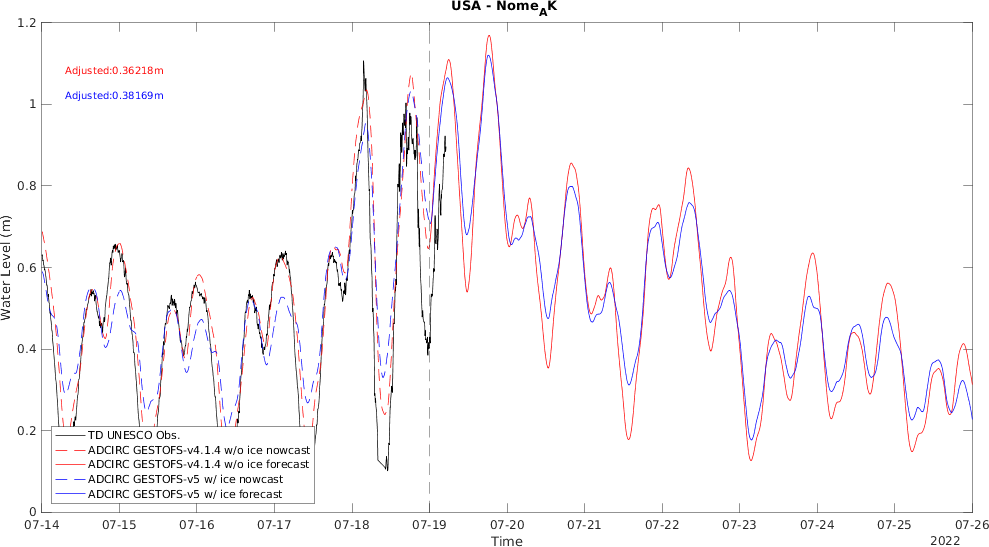 USA - Nome_AK
1.2
1
0.8
0.6
0.4
0.2
0
Water Level (m)
Adjusted:0.36218m
Adjusted:0.38169m
TD UNESCO Obs.
ADCIRC GESTOFS-v4.1.4 w/o ice nowcast
ADCIRC GESTOFS-v4.1.4 w/o ice forecast
ADCIRC GESTOFS-v5 w/ ice nowcast
ADCIRC GESTOFS-v5 w/ ice forecast
07-14 07-15 07-16 07-17 07-18 07-19 07-20 07-21 07-22 07-23 07-24 07-25 07-26
Time
2022